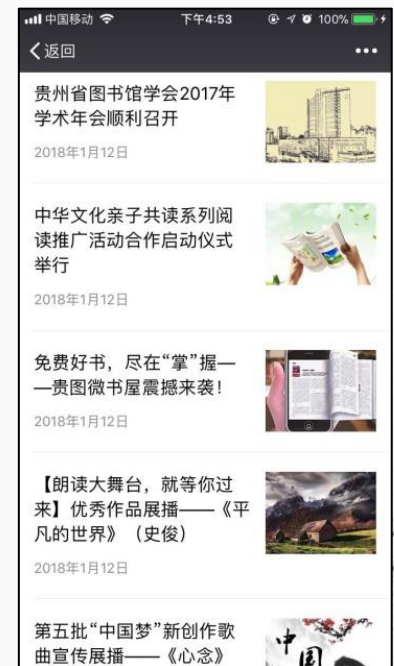 中国移动 下午4:53 100%
返回
贵州省图书馆学会2017年
学术年会顺利召开
2018年1月12日
中华文化亲子共读系列阅
读推广活动合作启动仪式
举行
2018年1月12日
免费好书，尽在“掌”握—
—贵图微书屋震撼来袭！
2018年1月12日
【朗读大舞台，就等你过
来】优秀作品展播——《平
凡的世界》（史俊）
2018年1月12日
第五批“中国梦”新创作歌
曲宣传展播——《心念》
中国